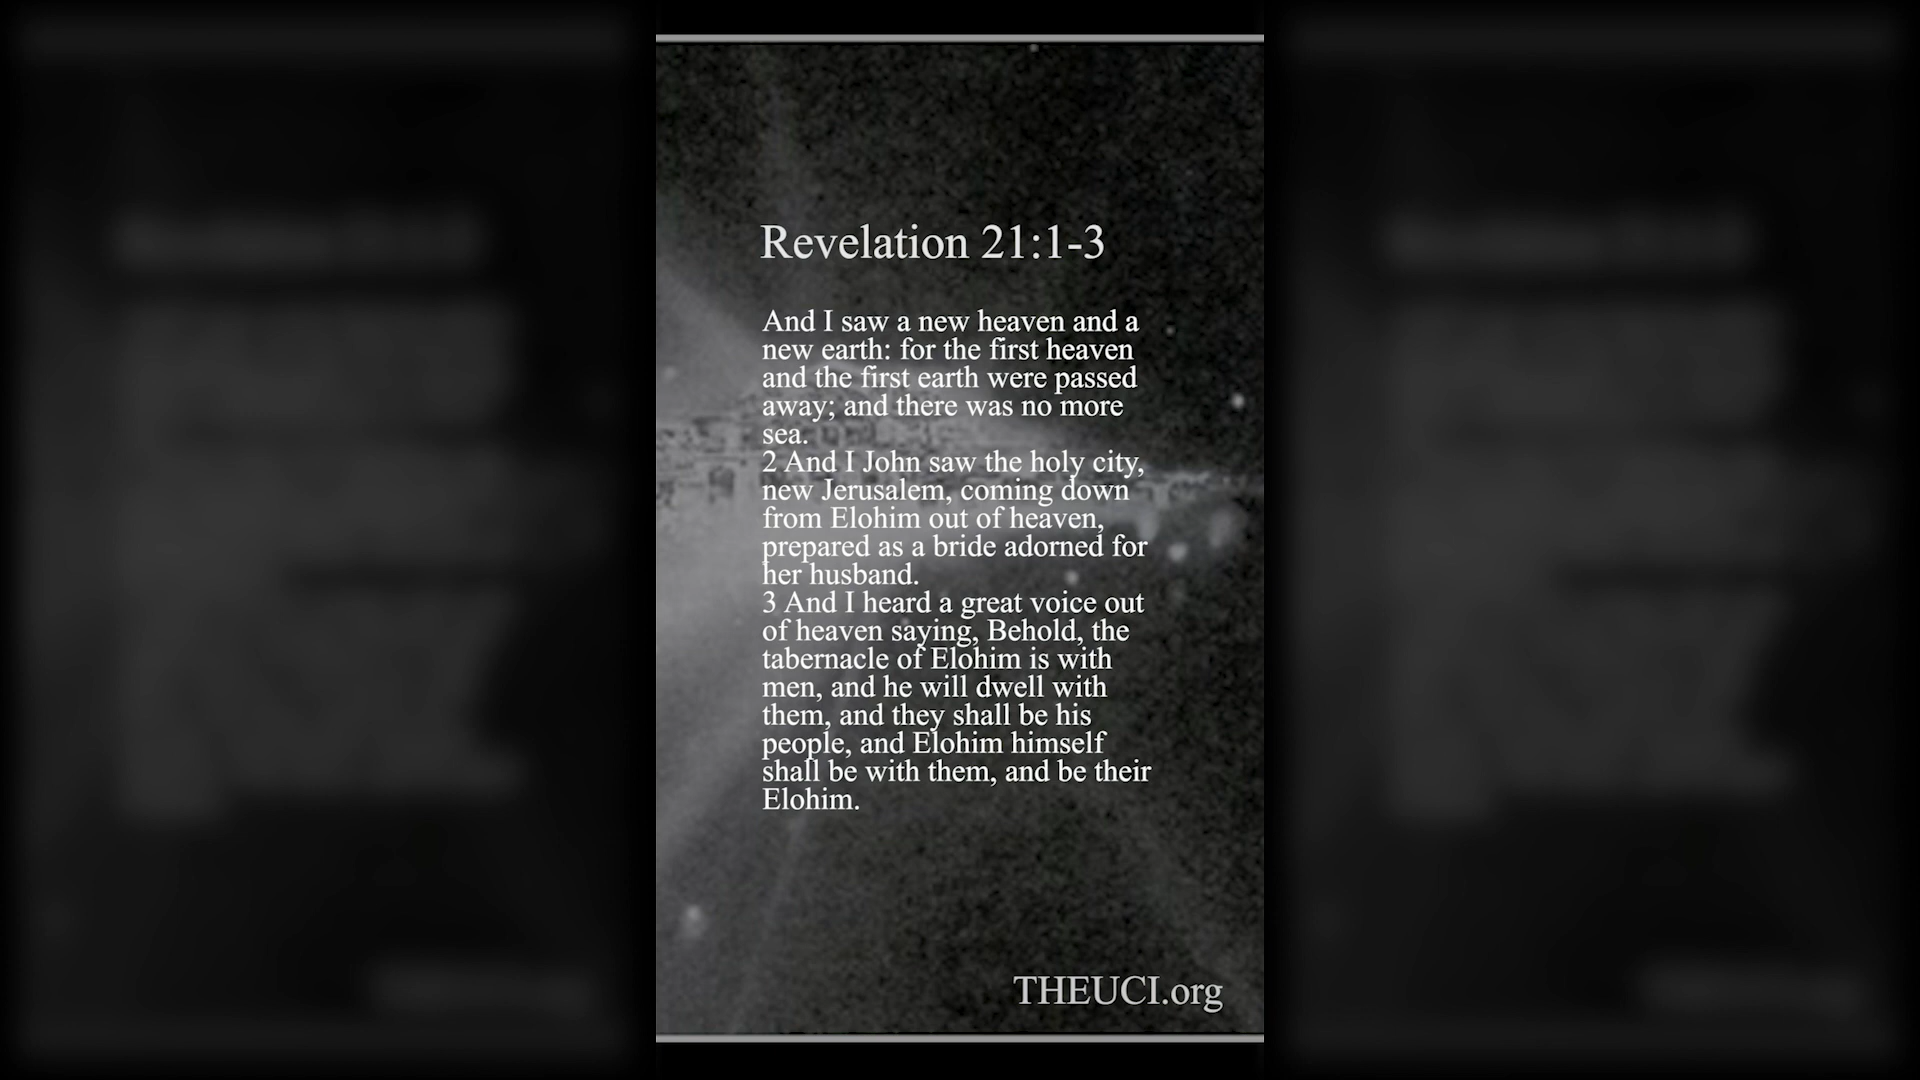 Revelation 21:1-3
And I saw a new heaven and a
new earth: for the first heaven
and the first earth were passed
away; and there was no more
sea.
2 And I John saw the holy city,
new Jerusalem, coming down
from Elohim out of heaven,
prepared as a bride adorned for
her husband.
3 And I heard a great voice out
of heaven saying, Behold, the
tabernacle of Elohim is with
men, and he will dwell with
them, and they shall be his
people, and Elohim himself
shall be with them, and be their
Elohim.
THEUCI.org